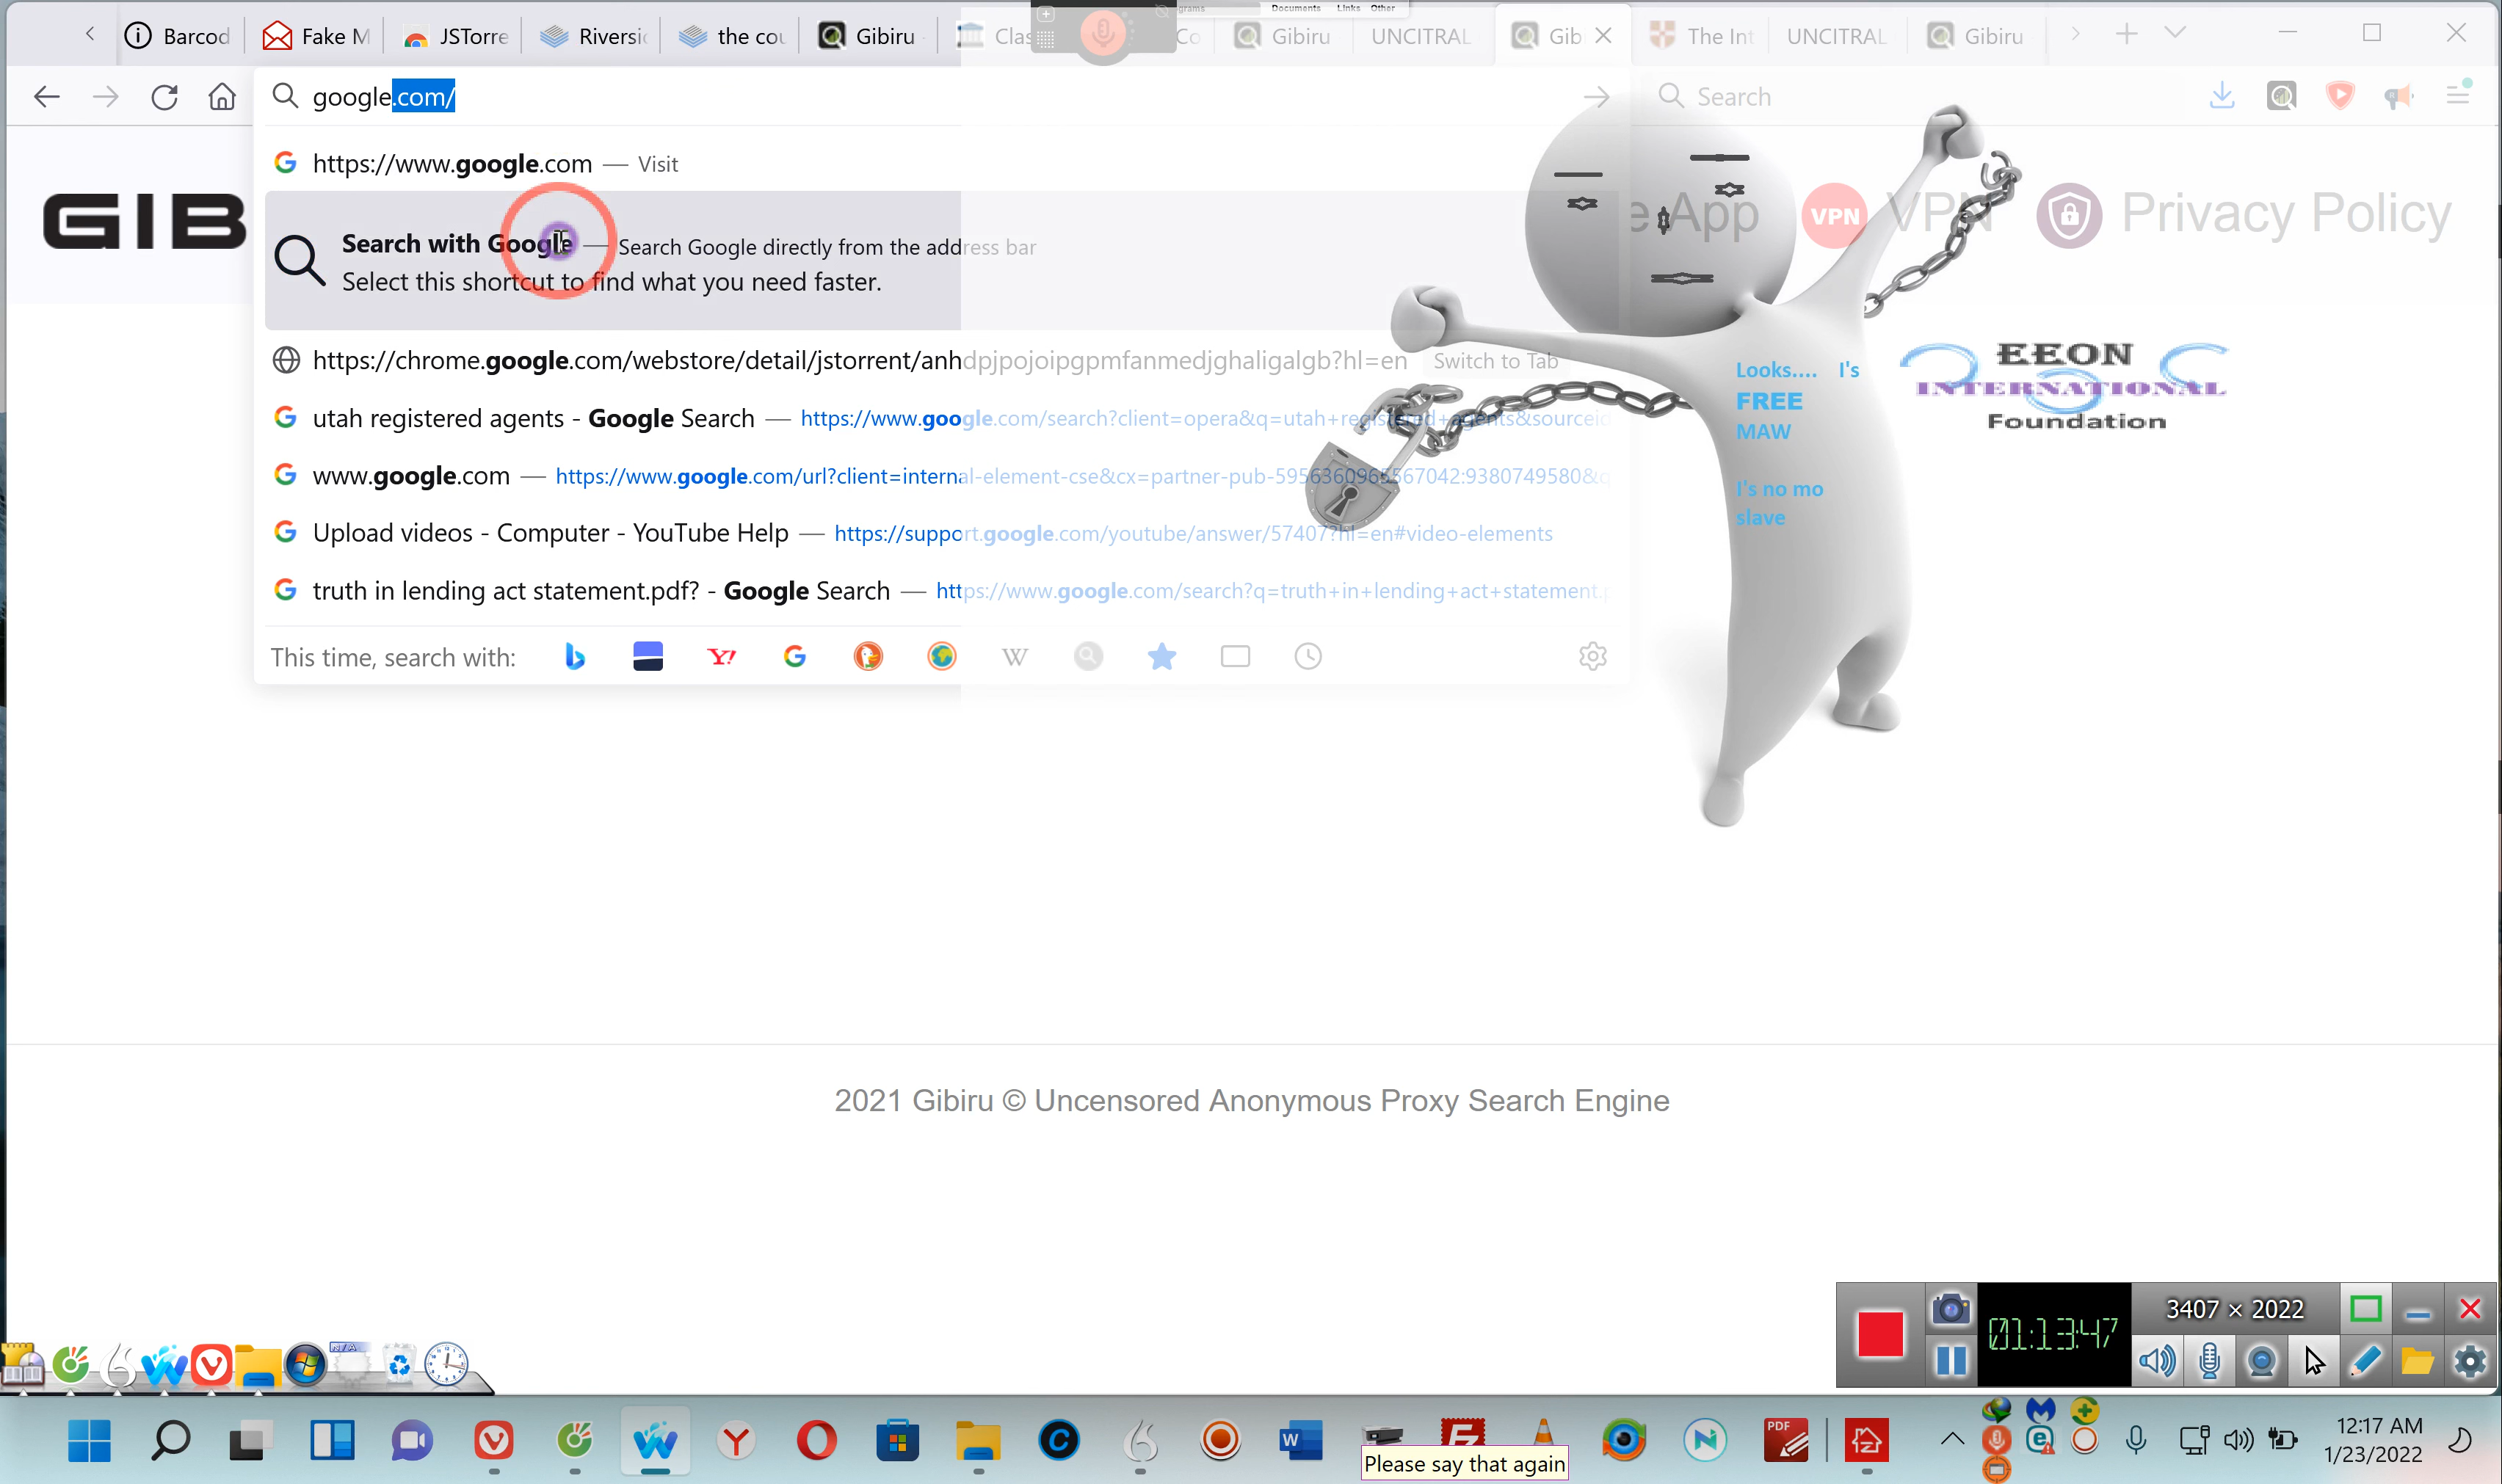 Programs Documents Links Other
Barcod Fake M JSTorre Riversi the cou Gibiru Clas Co Gibiru UNCITRAL Gib The Int UNCITRAL Gibiru
google.com/
Search
https://www.google.com — Visit
Search with Google — Search Google directly from the address bar
Select this shortcut to find what you need faster.
GIB
e App VPN VPN Privacy Policy
https://chrome.google.com/webstore/detail/jstorrent/anhdpjpojoipgpmfanmedjghaligalgb?hl=en Switch to Tab
utah registered agents - Google Search — https://www.google.com/search?client=opera&q=utah+registered+agents&sourceid
www.google.com — https://www.google.com/url?client=internal-element-cse&cx=partner-pub-5956360965567042:9380749580&q
Upload videos - Computer - YouTube Help — https://support.google.com/youtube/answer/57407?hl=en#video-elements
truth in lending act statement.pdf? - Google Search — https://www.google.com/search?q=truth+in+lending+act+statement.p
This time, search with:
Looks.... I's
FREE
MAW
I's no mo
slave
EEON
INTERNATIONAL
Foundation
2021 Gibiru © Uncensored Anonymous Proxy Search Engine
01:13:47
3407 × 2022
PDF
Please say that again
12:17 AM
1/23/2022